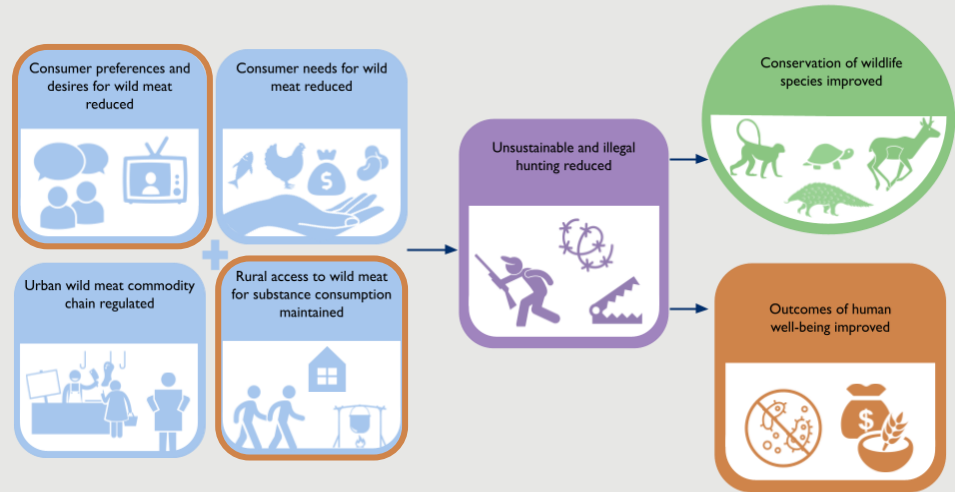 Consumer preferences and
desires for wild meat
reduced
Consumer needs for wild
meat reduced
Urban wild meat commodity
chain regulated
Rural access to wild meat
for substance consumption
maintained
Unsustainable and illegal
hunting reduced
Conservation of wildlife
species improved
Outcomes of human
well-being improved
$
$